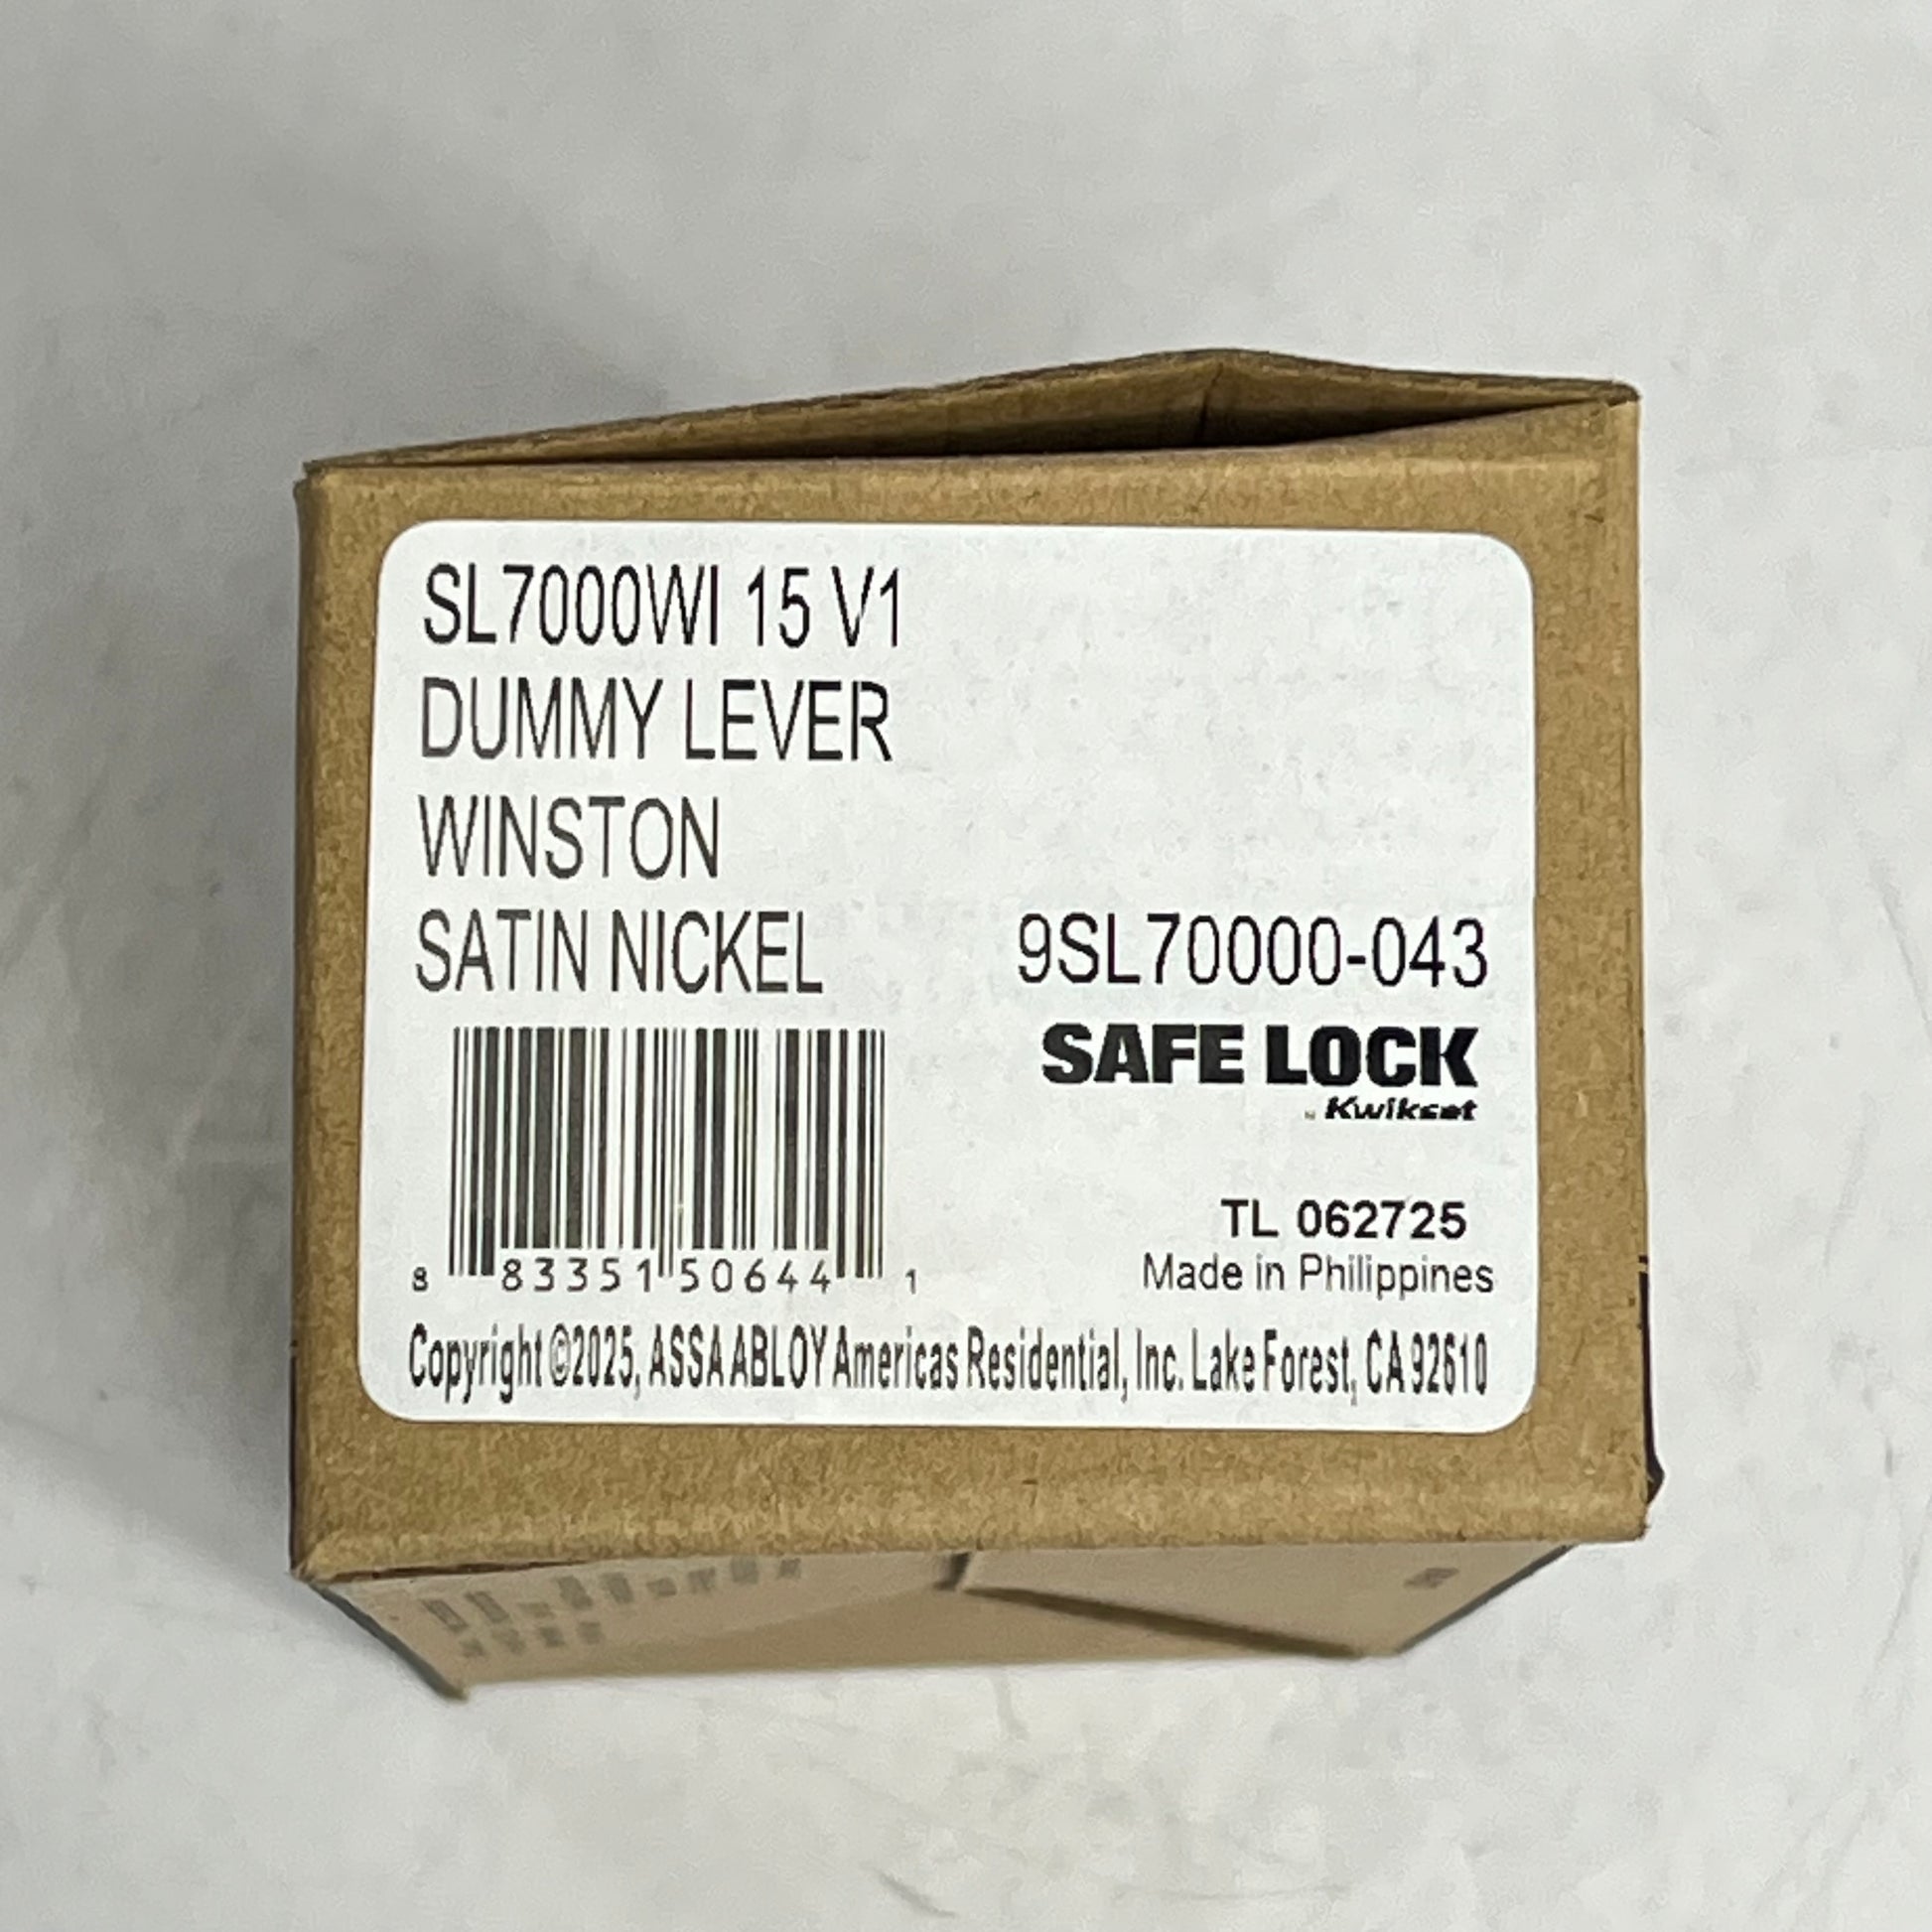 SL7000WI 15 V1
DUMMY LEVER
WINSTON
SATIN NICKEL
9SL70000-043
SAFE LOCK
Kwikset
8 83351 50644 1
TL 062725
Made in Philippines
Copyright ©2025, ASSA ABLOY Americas Residential, Inc. Lake Forest, CA 92610